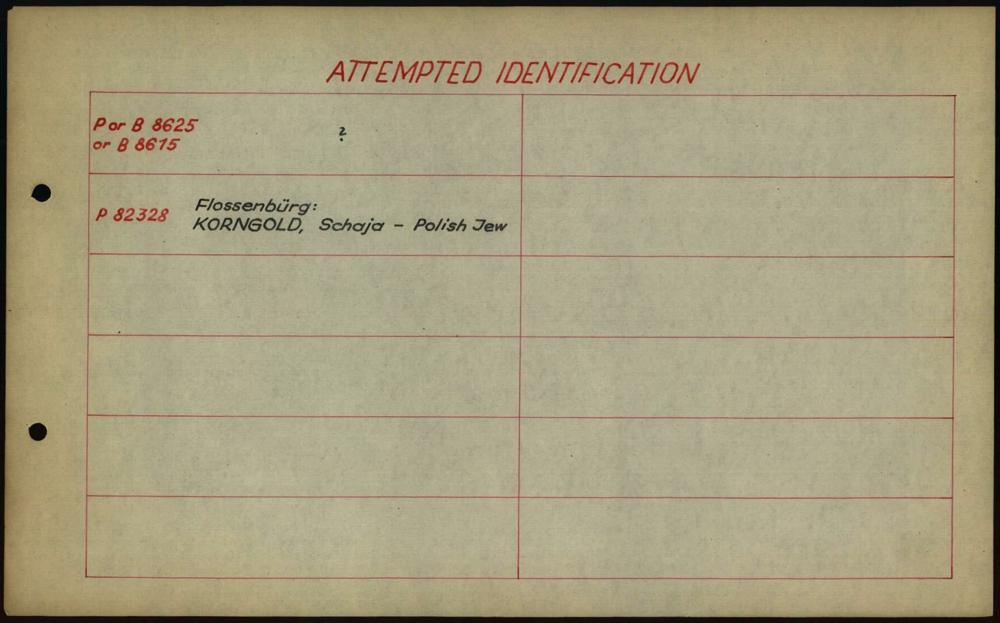 ATTEMPTED IDENTIFICATION
P or B 8625
or B 8615
?
P 82328
Flossenbürg:
KORNGOLD, Schaja - Polish Jew